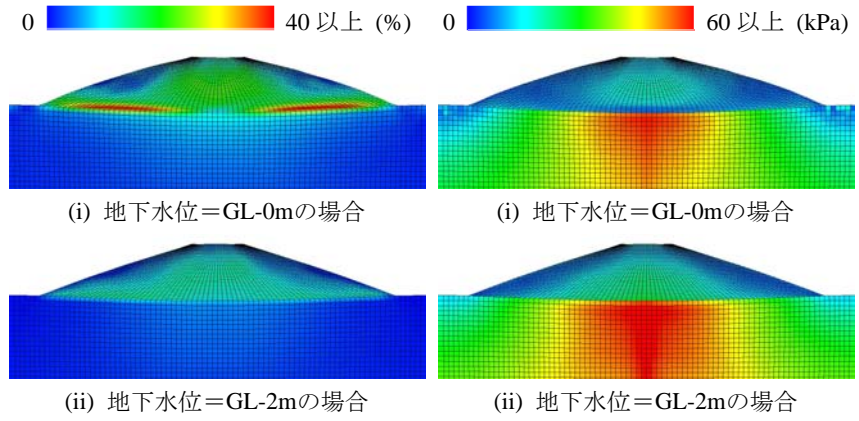 0 40 以上 (%)
0 60 以上 (kPa)
(i) 地下水位＝GL-0mの場合
(i) 地下水位＝GL-0mの場合
(ii) 地下水位＝GL-2mの場合
(ii) 地下水位＝GL-2mの場合